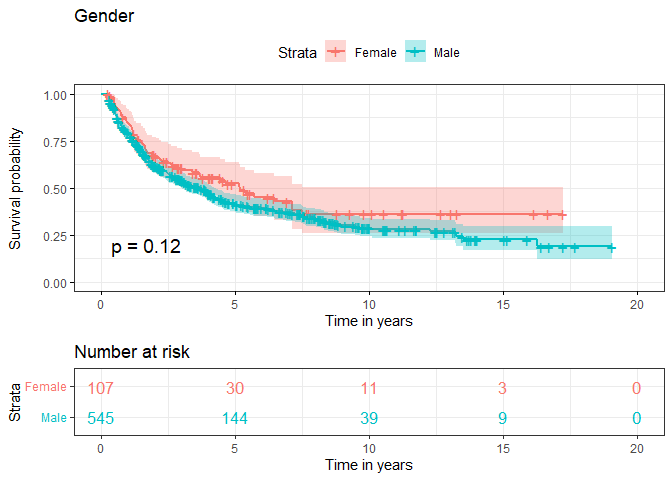 Gender
Strata Female Male
1.00
0.75
0.50
0.25
0.00
Survival probability
p = 0.12
0 5 10 15 20
Time in years
Number at risk
Strata
Female 107 30 11 3 0
Male 545 144 39 9 0
0 5 10 15 20
Time in years